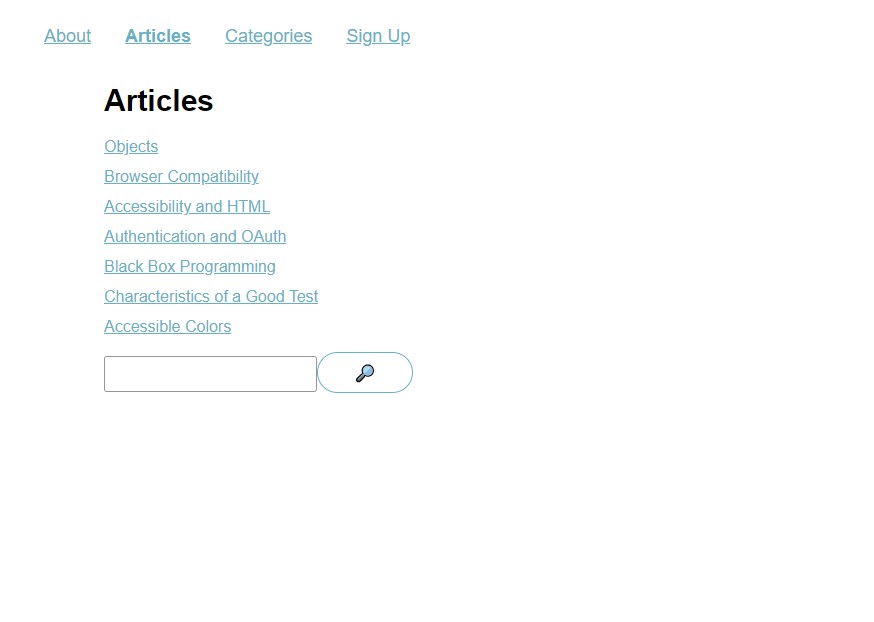 About Articles Categories Sign Up
Articles
Objects
Browser Compatibility
Accessibility and HTML
Authentication and OAuth
Black Box Programming
Characteristics of a Good Test
Accessible Colors